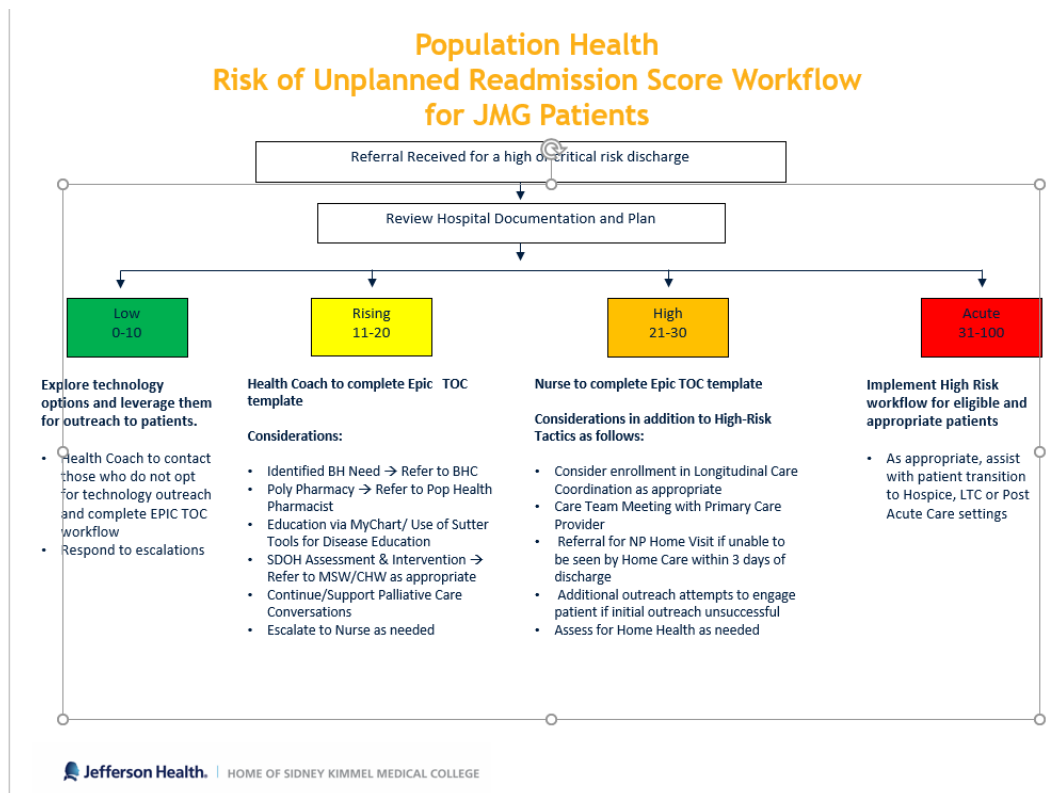 Population Health
Risk of Unplanned Readmission Score Workflow
for JMG Patients
Referral Received for a high or critical risk discharge
Review Hospital Documentation and Plan
Low
0-10
Rising
11-20
High
21-30
Acute
31-100
Explore technology
options and leverage them
for outreach to patients.
• Health Coach to contact
those who do not opt
for technology outreach
and complete EPIC TOC
workflow
• Respond to escalations
Health Coach to complete Epic TOC
template
Considerations:
• Identified BH Need → Refer to BHC
• Poly Pharmacy → Refer to Pop Health
Pharmacist
• Education via MyChart/ Use of Sutter
Tools for Disease Education
• SDOH Assessment & Intervention →
Refer to MSW/CHW as appropriate
• Continue/Support Palliative Care
Conversations
• Escalate to Nurse as needed
Nurse to complete Epic TOC template
Considerations in addition to High-Risk
Tactics as follows:
• Consider enrollment in Longitudinal Care
Coordination as appropriate
• Care Team Meeting with Primary Care
Provider
• Referral for NP Home Visit if unable to
be seen by Home Care within 3 days of
discharge
• Additional outreach attempts to engage
patient if initial outreach unsuccessful
• Assess for Home Health as needed
Implement High Risk
workflow for eligible and
appropriate patients
• As appropriate, assist
with patient transition
to Hospice, LTC or Post
Acute Care settings
Jefferson Health. | HOME OF SIDNEY KIMMEL MEDICAL COLLEGE